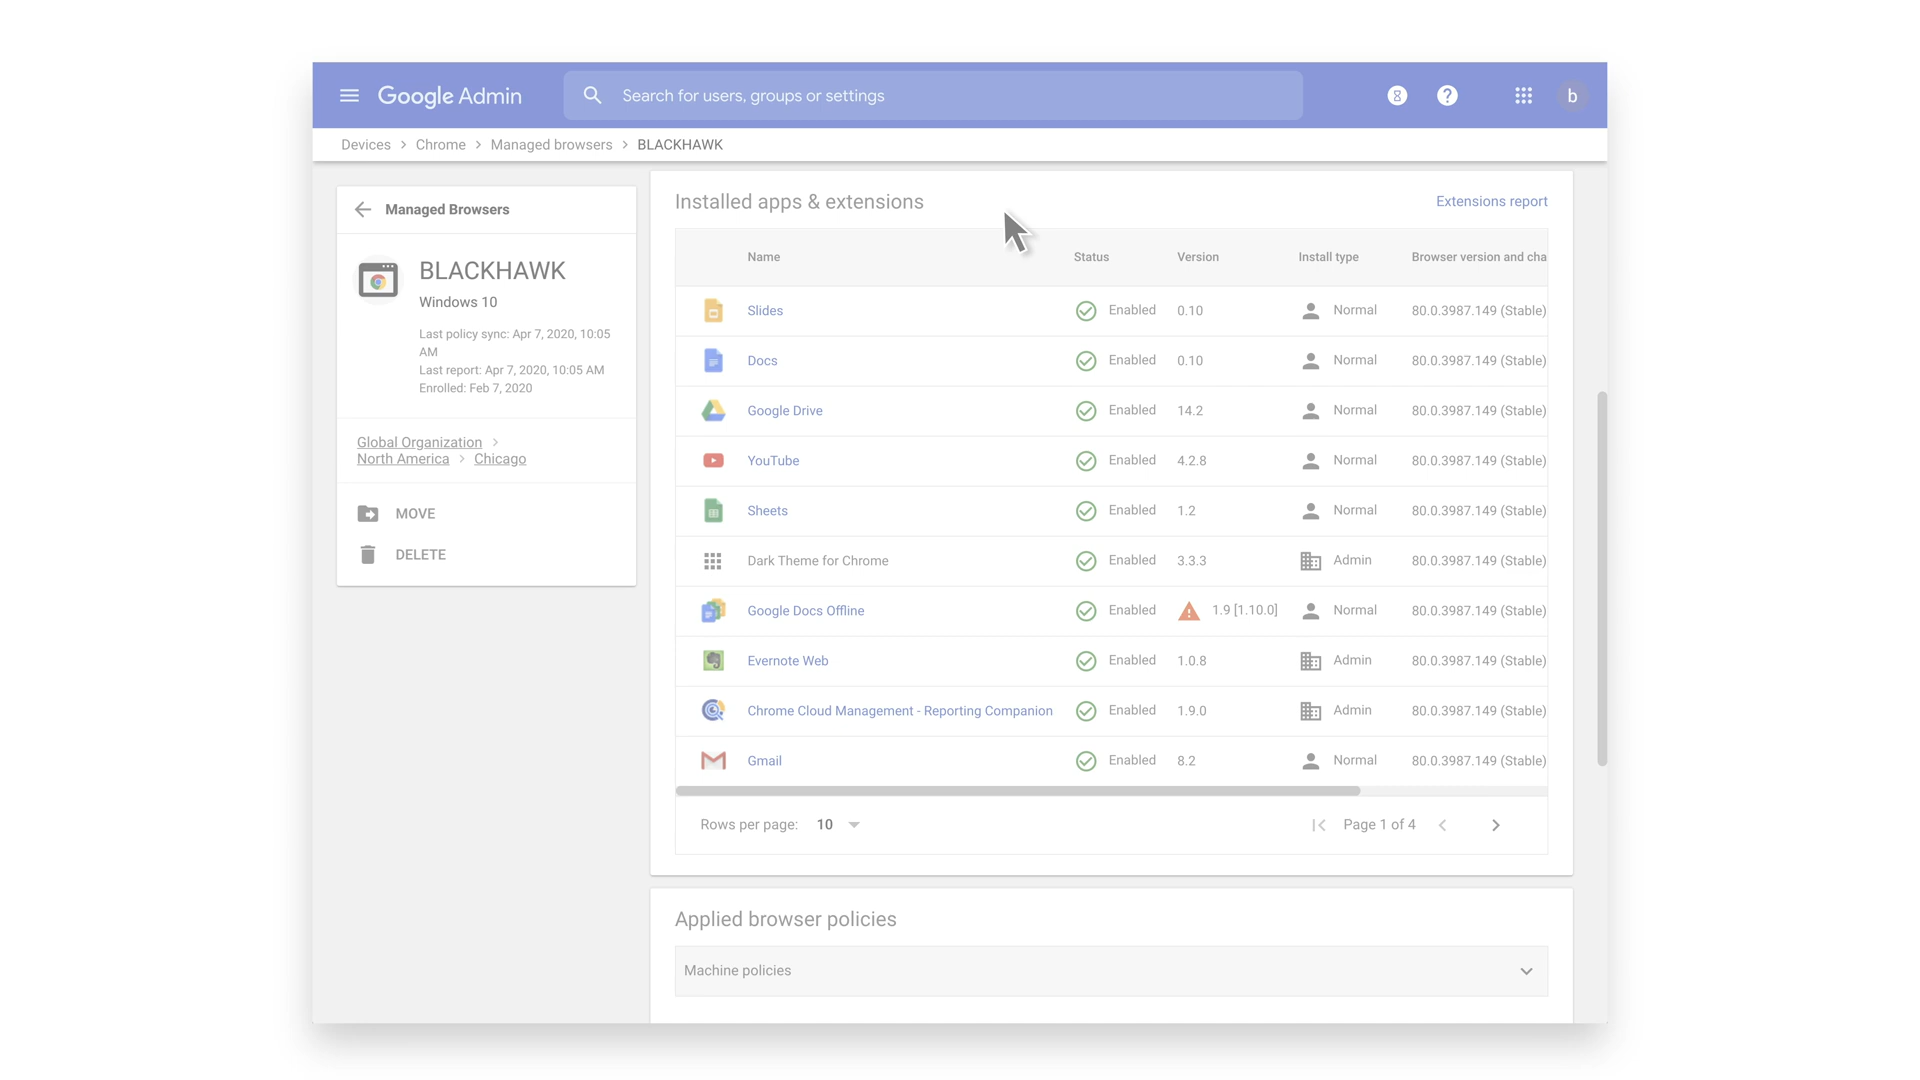 Google Admin
Search for users, groups or settings
8
?
b
Devices > Chrome > Managed browsers > BLACKHAWK
Managed Browsers
BLACKHAWK
Windows 10
Last policy sync: Apr 7, 2020, 10:05
AM
Last report: Apr 7, 2020, 10:05 AM
Enrolled: Feb 7, 2020
Global Organization >
North America > Chicago
MOVE
DELETE
Installed apps & extensions
Extensions report
Name Status Version Install type Browser version and cha
Slides Enabled 0.10 Normal 80.0.3987.149 (Stable)
Docs Enabled 0.10 Normal 80.0.3987.149 (Stable)
Google Drive Enabled 14.2 Normal 80.0.3987.149 (Stable)
YouTube Enabled 4.2.8 Normal 80.0.3987.149 (Stable)
Sheets Enabled 1.2 Normal 80.0.3987.149 (Stable)
Dark Theme for Chrome Enabled 3.3.3 Admin 80.0.3987.149 (Stable)
Google Docs Offline Enabled 1.9 [1.10.0] Normal 80.0.3987.149 (Stable)
Evernote Web Enabled 1.0.8 Admin 80.0.3987.149 (Stable)
Chrome Cloud Management - Reporting Companion Enabled 1.9.0 Admin 80.0.3987.149 (Stable)
Gmail Enabled 8.2 Normal 80.0.3987.149 (Stable)
Rows per page: 10
Page 1 of 4
Applied browser policies
Machine policies